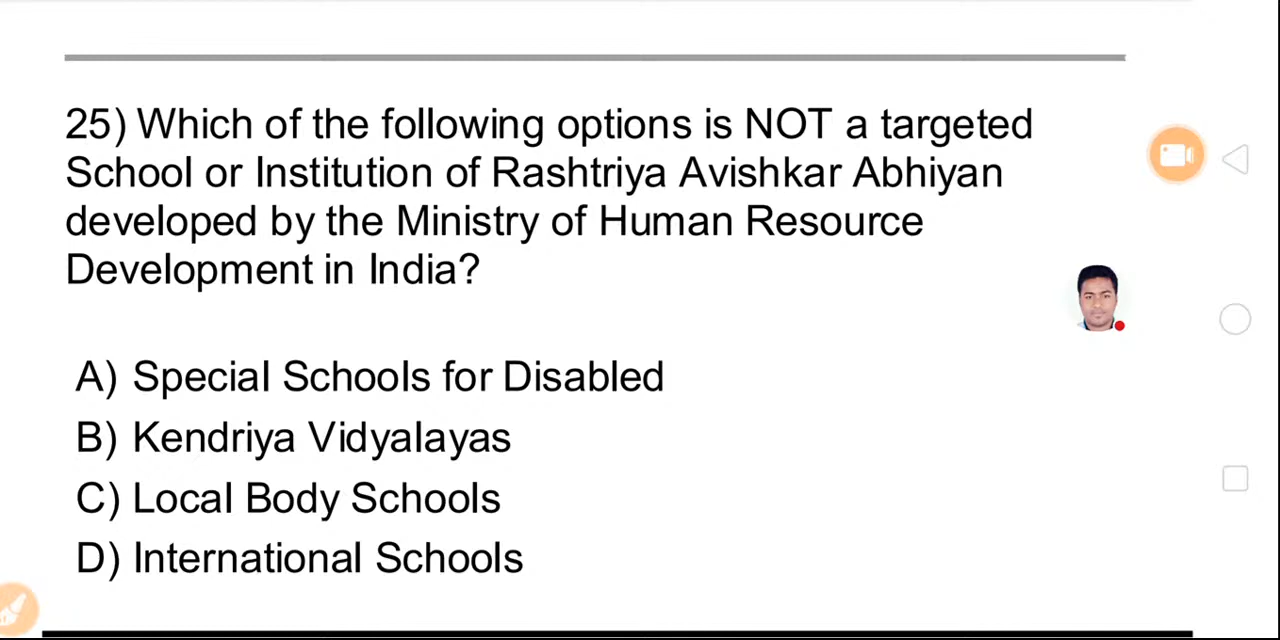 25) Which of the following options is NOT a targeted
School or Institution of Rashtriya Avishkar Abhiyan
developed by the Ministry of Human Resource
Development in India?
A) Special Schools for Disabled
B) Kendriya Vidyalayas
C) Local Body Schools
D) International Schools